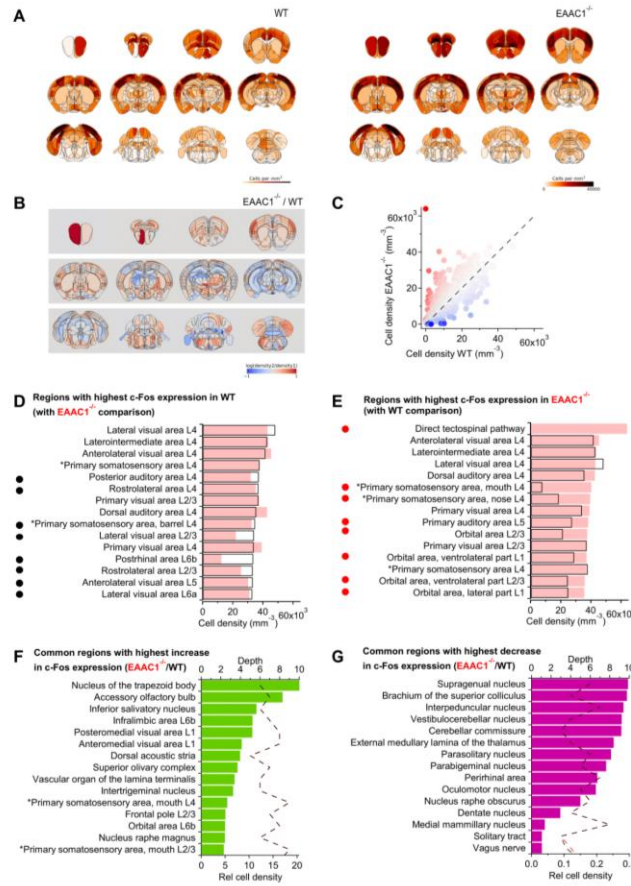 A
WT
EAAC1-/-
Cells per mm3
Cells per mm3
0
B
EAAC1-/- / WT
log(density2/density1)
-1
1
C
60x10^3
40
20
0
Cell density EAAC1-/- (mm-3)
0
20
40
60x10^3
Cell density WT (mm-3)
D
Regions with highest c-Fos expression in WT
(with EAAC1-/- comparison)
Lateral visual area L4
Laterointermediate area L4
Anterolateral visual area L4
*Primary somatosensory area L4
Posterior auditory area L4
Rostrolateral area L4
Primary visual area L2/3
Dorsal auditory area L4
*Primary somatosensory area, barrel L4
Lateral visual area L2/3
Primary visual area L4
Postrhinal area L6b
Rostrolateral area L2/3
Anterolateral visual area L5
Lateral visual area L6a
0
20
40
60x10^3
Cell density (mm-3)
E
Regions with highest c-Fos expression in EAAC1-/-
(with WT comparison)
Direct tectospinal pathway
Anterolateral visual area L4
Laterointermediate area L4
Lateral visual area L4
Dorsal auditory area L4
*Primary somatosensory area, mouth L4
*Primary somatosensory area, nose L4
Primary visual area L4
Primary auditory area L5
Orbital area L2/3
Primary visual area L2/3
Orbital area, ventrolateral part L1
*Primary somatosensory area L4
Orbital area, ventrolateral part L2/3
Orbital area, lateral part L1
0
20
40
60x10^3
Cell density (mm-3)
F
Common regions with highest increase
in c-Fos expression (EAAC1-/-/WT)
Depth
0 2 4 6 8 10
Nucleus of the trapezoid body
Accessory olfactory bulb
Inferior salivatory nucleus
Infralimbic area L6b
Posteromedial visual area L1
Anteromedial visual area L1
Dorsal acoustic stria
Superior olivary complex
Vascular organ of the lamina terminalis
Intertrigeminal nucleus
*Primary somatosensory area, mouth L4
Frontal pole L2/3
Orbital area L6b
Nucleus raphe magnus
*Primary somatosensory area, mouth L2/3
0 5 10 15 20
Rel cell density
G
Common regions with highest decrease
in c-Fos expression (EAAC1-/-/WT)
Depth
0 2 4 6 8 10
Supragenual nucleus
Brachium of the superior colliculus
Interpeduncular nucleus
Vestibulocerebellar nucleus
Cerebellar commissure
External medullary lamina of the thalamus
Parasolitary nucleus
Parabigeminal nucleus
Perirhinal area
Oculomotor nucleus
Nucleus raphe obscurus
Dentate nucleus
Medial mammillary nucleus
Solitary tract
Vagus nerve
0.0 0.1 0.2
Rel cell density